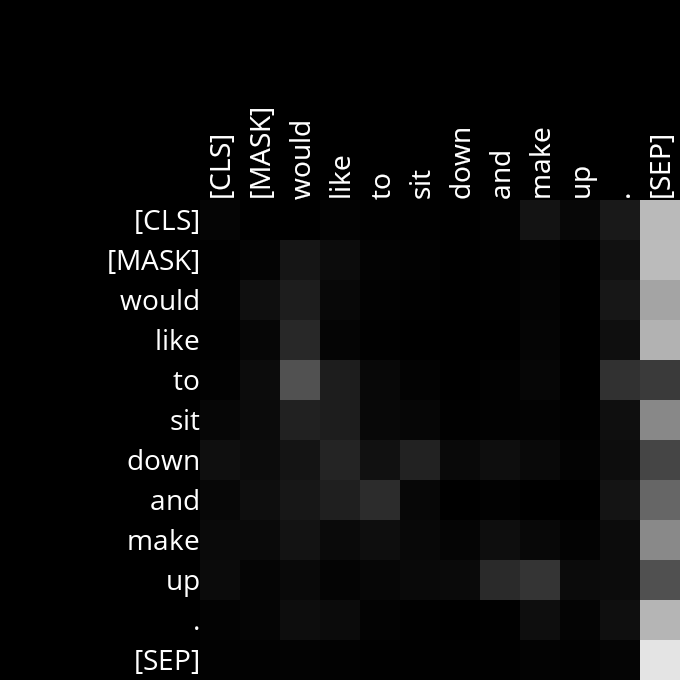 [CLS] [MASK] would like to sit down and make up . [SEP]
[CLS]
[MASK]
would
like
to
sit
down
and
make
up
.
[SEP]